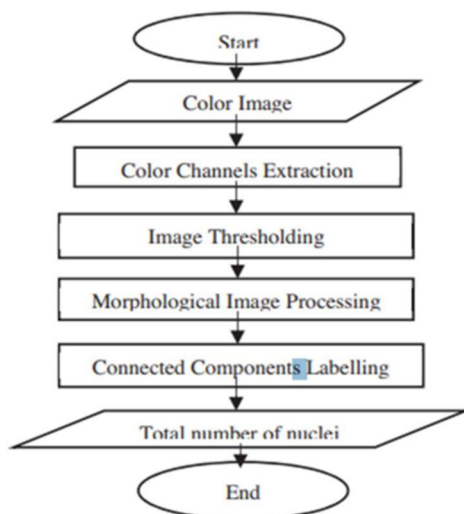 Start
Color Image
Color Channels Extraction
Image Thresholding
Morphological Image Processing
Connected Components Labelling
Total number of nuclei
End